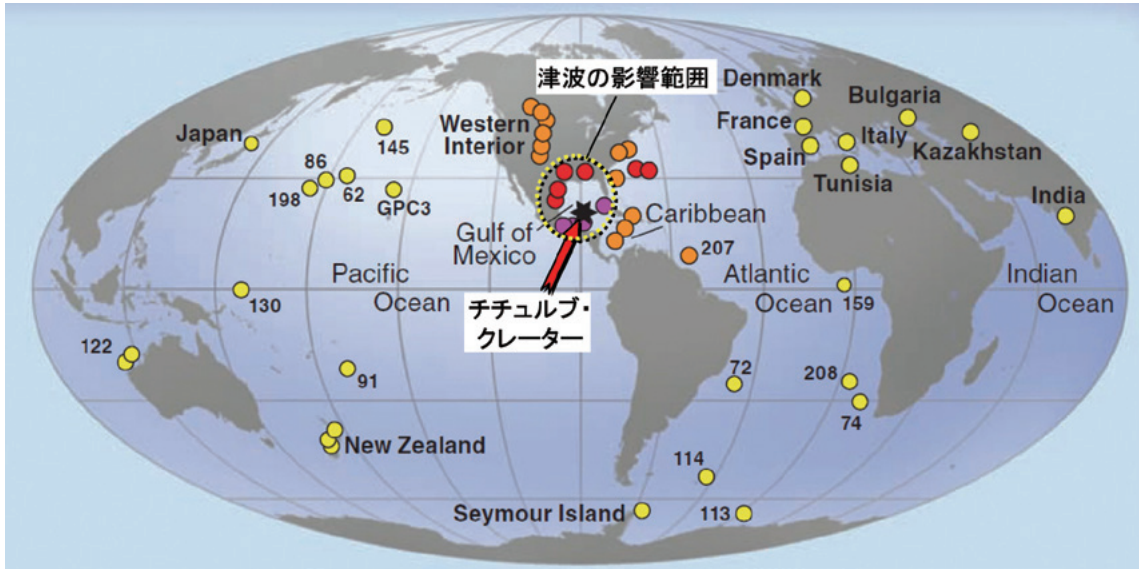 津波の影響範囲
Denmark
Bulgaria
Western
Interior
France
Japan
145
Italy
Spain
Kazakhstan
86
Tunisia
62
198
GPC3
India
Caribbean
Gulf of
Mexico
207
Pacific
Ocean
Atlantic
Ocean
Indian
Ocean
130
159
チチュルブ・
クレーター
122
91
72
208
74
New Zealand
114
Seymour Island
113